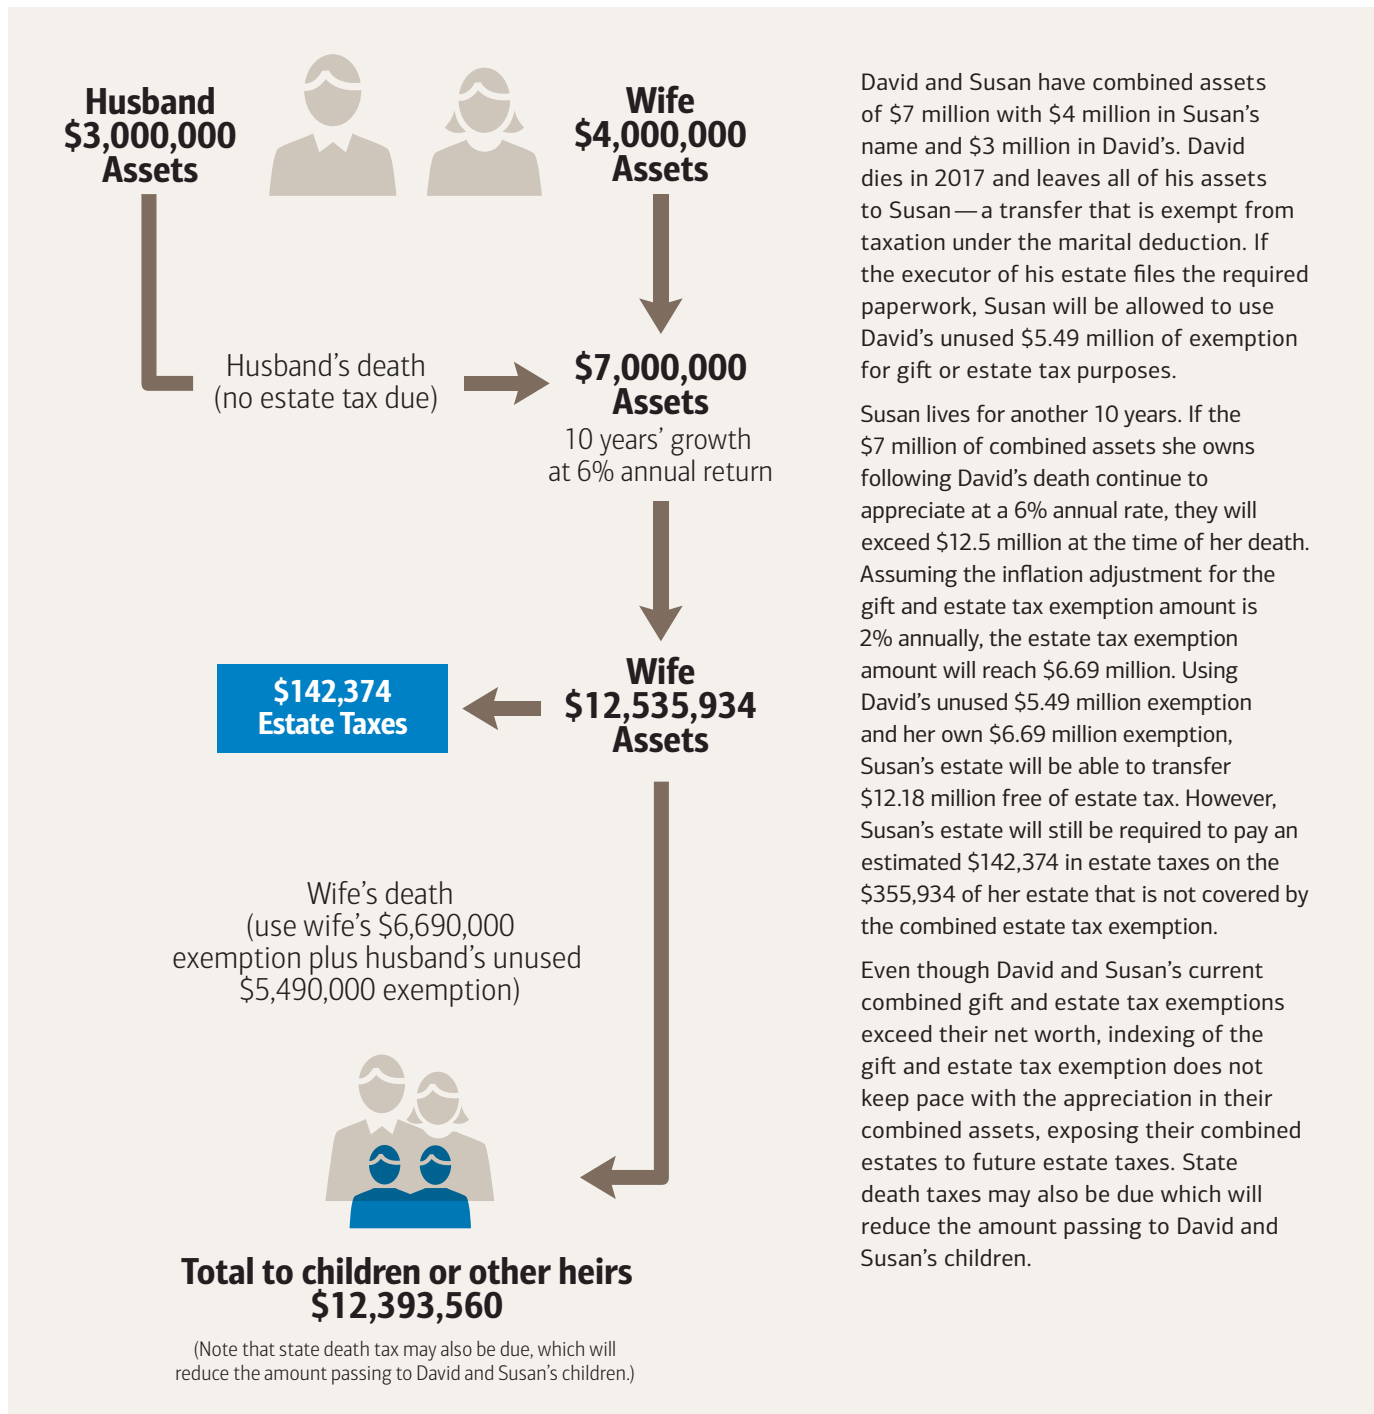 Husband
$3,000,000
Assets
Wife
$4,000,000
Assets
Husband’s death
(no estate tax due)
$7,000,000
Assets
10 years’ growth
at 6% annual return
$142,374
Estate Taxes
Wife
$12,535,934
Assets
Wife’s death
(use wife’s $6,690,000
exemption plus husband’s unused
$5,490,000 exemption)
Total to children or other heirs
$12,393,560
(Note that state death tax may also be due, which will
reduce the amount passing to David and Susan’s children.)
David and Susan have combined assets
of $7 million with $4 million in Susan’s
name and $3 million in David’s. David
dies in 2017 and leaves all of his assets
to Susan — a transfer that is exempt from
taxation under the marital deduction. If
the executor of his estate files the required
paperwork, Susan will be allowed to use
David’s unused $5.49 million of exemption
for gift or estate tax purposes.
Susan lives for another 10 years. If the
$7 million of combined assets she owns
following David’s death continue to
appreciate at a 6% annual rate, they will
exceed $12.5 million at the time of her death.
Assuming the inflation adjustment for the
gift and estate tax exemption amount is
2% annually, the estate tax exemption
amount will reach $6.69 million. Using
David’s unused $5.49 million exemption
and her own $6.69 million exemption,
Susan’s estate will be able to transfer
$12.18 million free of estate tax. However,
Susan’s estate will still be required to pay an
estimated $142,374 in estate taxes on the
$355,934 of her estate that is not covered by
the combined estate tax exemption.
Even though David and Susan’s current
combined gift and estate tax exemptions
exceed their net worth, indexing of the
gift and estate tax exemption does not
keep pace with the appreciation in their
combined assets, exposing their combined
estates to future estate taxes. State
death taxes may also be due which will
reduce the amount passing to David and
Susan’s children.